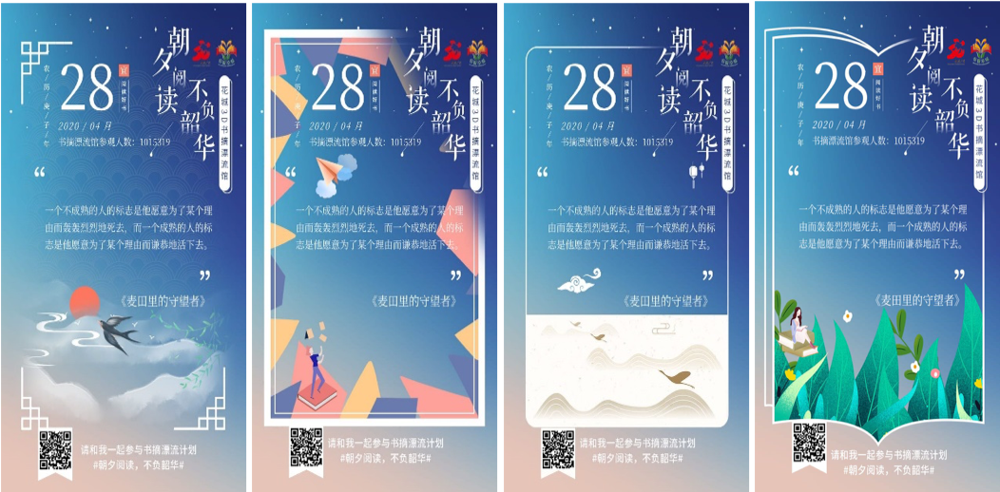 朝夕阅读
不负韶华
农/历/庚/子/年
28
宜
阅读好书
2020 / 04 月
书摘漂流馆参观人数：1015319
花城3D书摘漂流馆
“
一个不成熟的人的标志是他愿意为了某个理
由而轰轰烈烈地死去，而一个成熟的人的标
志是他愿意为了某个理由而谦恭地活下去。
”
《麦田里的守望者》
请和我一起参与书摘漂流计划
#朝夕阅读，不负韶华#
朝夕阅读
不负韶华
农/历/庚/子/年
28
宜
阅读好书
2020 / 04 月
书摘漂流馆参观人数：1015319
花城3D书摘漂流馆
“
一个不成熟的人的标志是他愿意为了某个理
由而轰轰烈烈地死去，而一个成熟的人的标
志是他愿意为了某个理由而谦恭地活下去。
”
《麦田里的守望者》
请和我一起参与书摘漂流计划
#朝夕阅读，不负韶华#
朝夕阅读
不负韶华
农/历/庚/子/年
28
宜
阅读好书
2020 / 04 月
书摘漂流馆参观人数：1015319
花城3D书摘漂流馆
“
一个不成熟的人的标志是他愿意为了某个理
由而轰轰烈烈地死去，而一个成熟的人的标
志是他愿意为了某个理由而谦恭地活下去。
”
《麦田里的守望者》
请和我一起参与书摘漂流计划
#朝夕阅读，不负韶华#
朝夕阅读
不负韶华
农/历/庚/子/年
28
宜
阅读好书
2020 / 04 月
书摘漂流馆参观人数：1015319
花城3D书摘漂流馆
“
一个不成熟的人的标志是他愿意为了某个理
由而轰轰烈烈地死去，而一个成熟的人的标
志是他愿意为了某个理由而谦恭地活下去。
”
《麦田里的守望者》
请和我一起参与书摘漂流计划
#朝夕阅读，不负韶华#